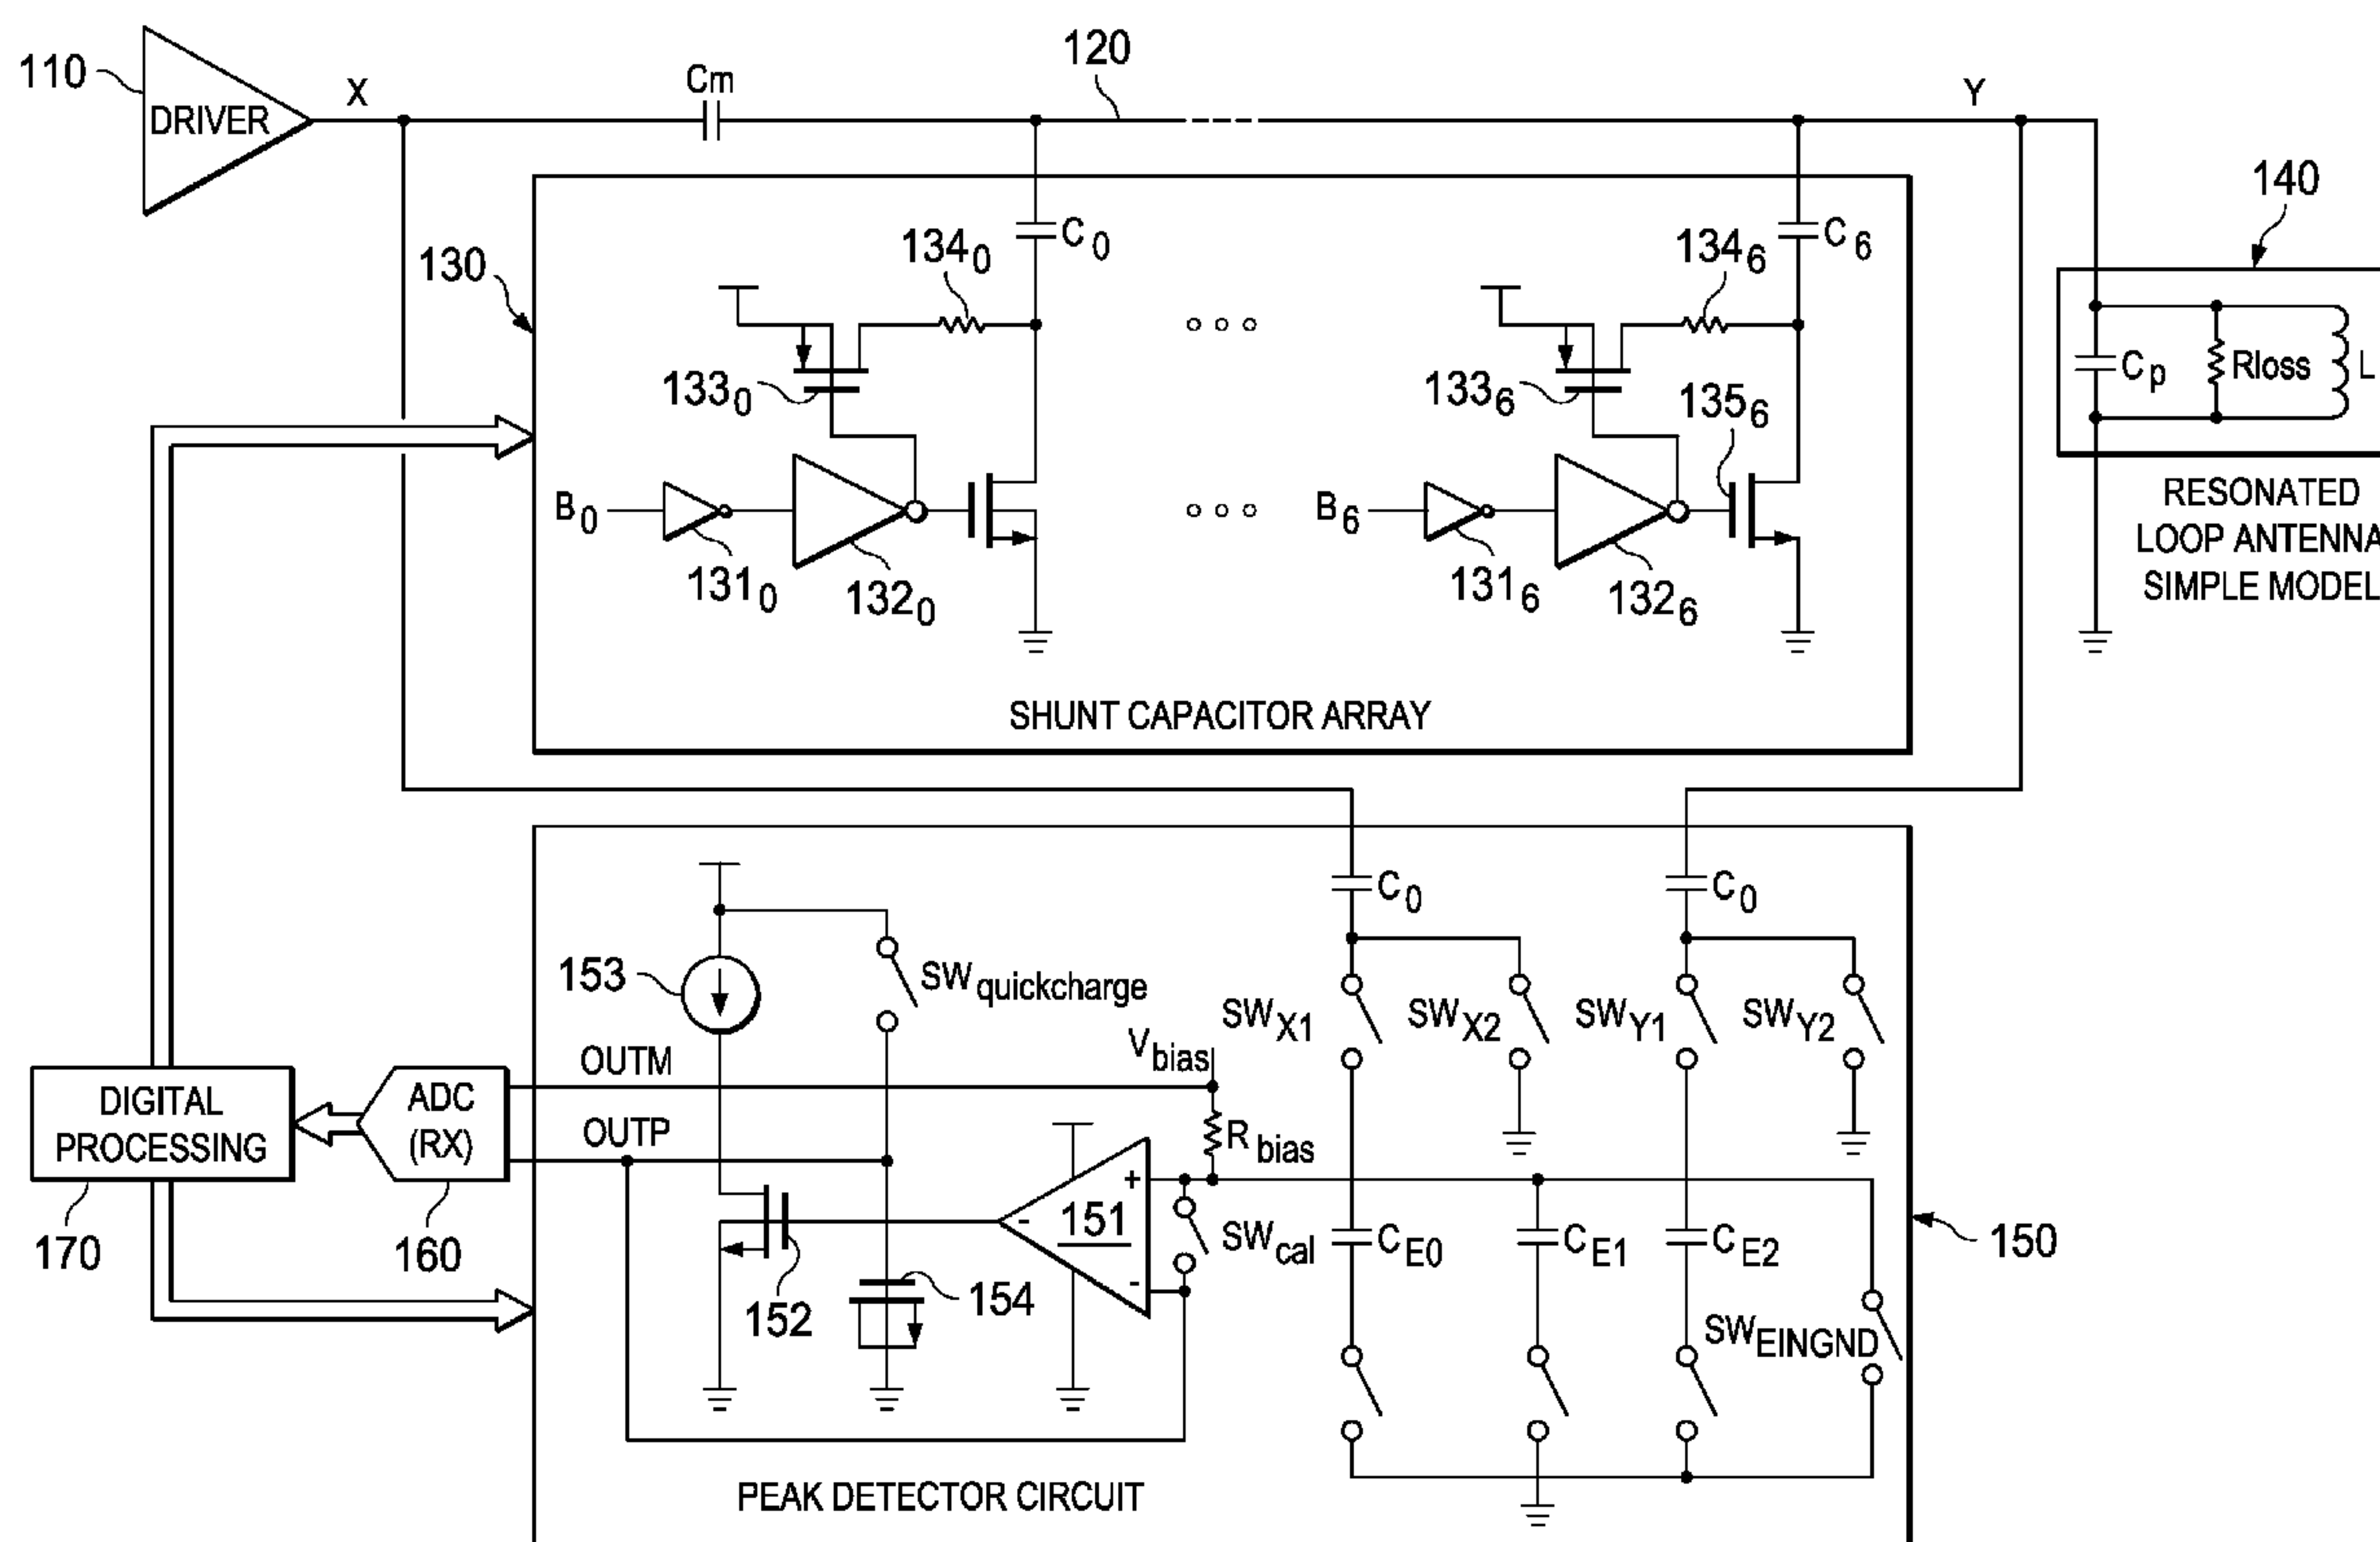 110
DRIVER
X
Cm
120
Y
130
134₀
C₀
134₆
C₆
140
133₀
133₆
135₆
Cp
Rloss
L
B₀
131₀
132₀
B₆
131₆
132₆
RESONATED
LOOP ANTENNA
SIMPLE MODEL
SHUNT CAPACITOR ARRAY
C₀
C₀
153
SWquickcharge
SWX1
SWX2
SWY1
SWY2
OUTM
Vbias
DIGITAL
PROCESSING
ADC
(RX)
OUTP
Rbias
+
-
151
-
SWcal
CE0
CE1
CE2
150
170
160
152
154
SWEINGND
PEAK DETECTOR CIRCUIT